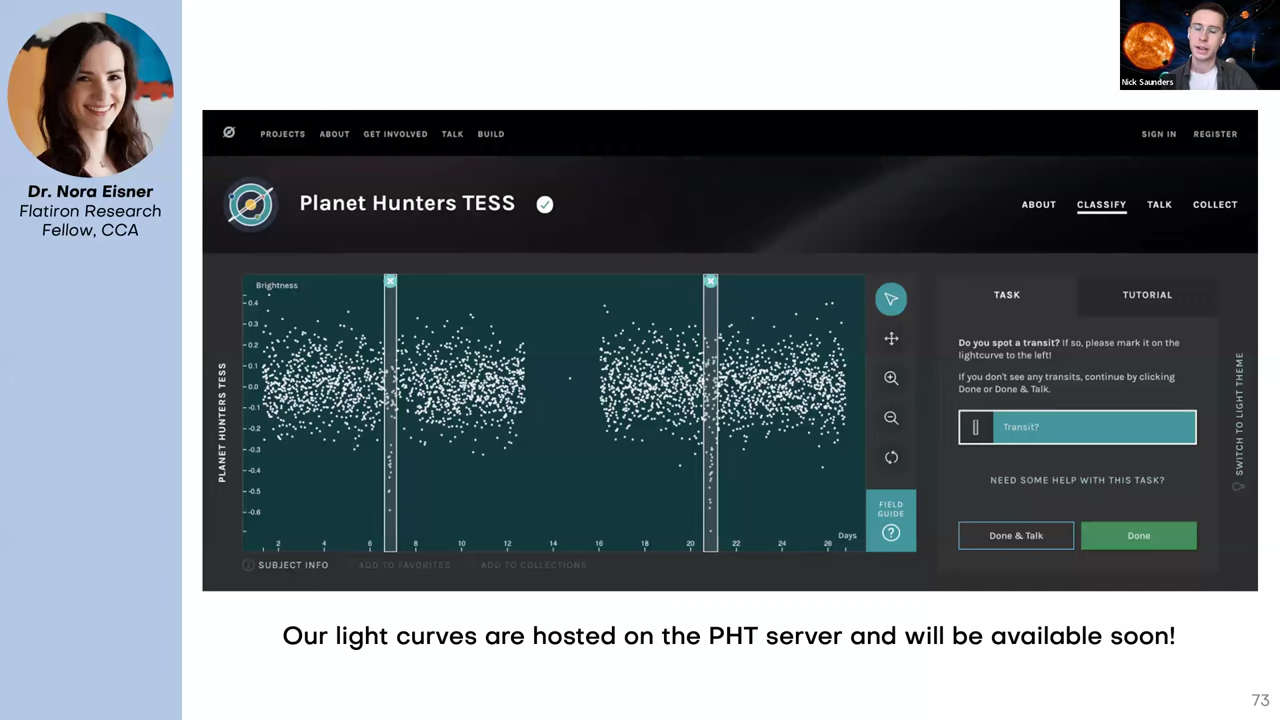 Dr. Nora Eisner
Flatiron Research
Fellow, CCA
Nick Saunders
PROJECTS ABOUT GET INVOLVED TALK BUILD
SIGN IN REGISTER
Planet Hunters TESS
ABOUT CLASSIFY TALK COLLECT
PLANET HUNTERS TESS
Brightness
0.4
0.3
0.2
0.1
0.0
-0.1
-0.2
-0.3
-0.4
-0.5
-0.6
2 4 6 8 10 12 14 16 18 20 22 24 26
Days
FIELD
GUIDE
?
SUBJECT INFO ADD TO FAVORITES ADD TO COLLECTIONS
TASK TUTORIAL
Do you spot a transit? If so, please mark it on the
lightcurve to the left!
If you don't see any transits, continue by clicking
Done or Done & Talk.
Transit?
NEED SOME HELP WITH THIS TASK?
Done & Talk Done
SWITCH TO LIGHT THEME
Our light curves are hosted on the PHT server and will be available soon!
73